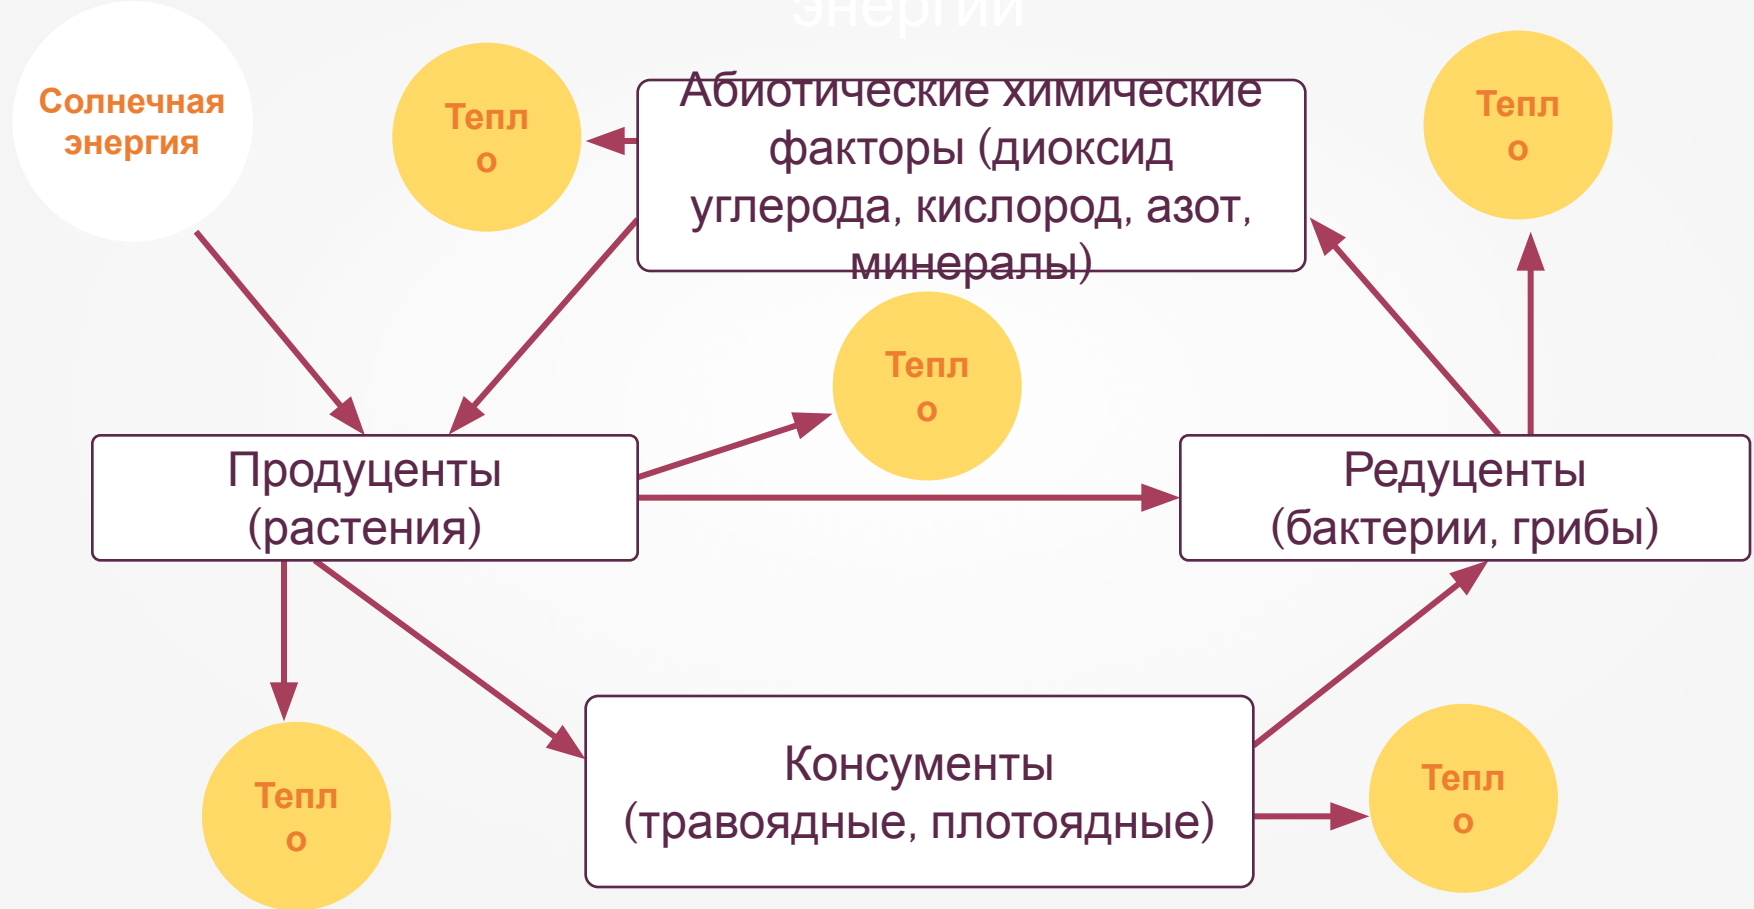 энергии
Солнечная
энергия
Тепл
о
Абиотические химические
факторы (диоксид
углерода, кислород, азот,
минералы)
Тепл
о
Тепл
о
Продуценты
(растения)
Редуценты
(бактерии, грибы)
Тепл
о
Консументы
(травоядные, плотоядные)
Тепл
о